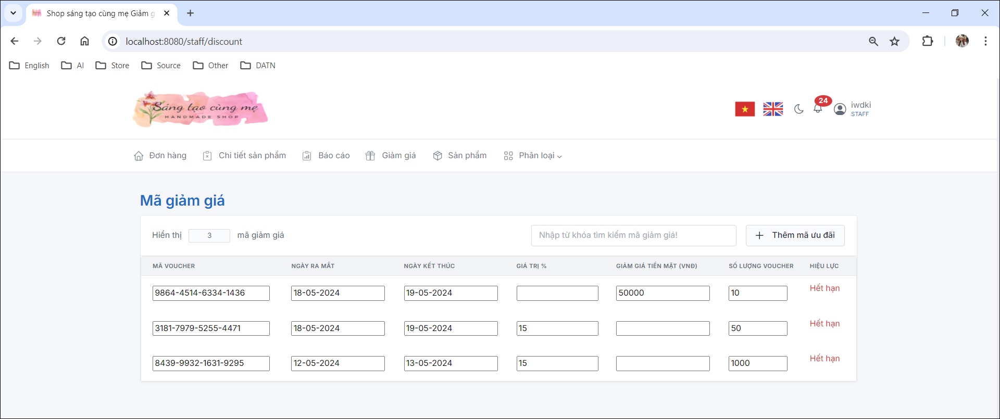 Shop sáng tạo cùng mẹ Giảm g
localhost:8080/staff/discount
English AI Store Source Other DATN
Sáng tạo cùng mẹ
HANDMADE SHOP
24
iwdki
STAFF
Đơn hàng Chi tiết sản phẩm Báo cáo Giảm giá Sản phẩm Phân loại
Mã giảm giá
Hiển thị 3 mã giảm giá Nhập từ khóa tìm kiếm mã giảm giá! Thêm mã ưu đãi
MÃ VOUCHER NGÀY RA MẮT NGÀY KẾT THÚC GIÁ TRỊ % GIẢM GIÁ TIỀN MẶT (VNĐ) SỐ LƯỢNG VOUCHER HIỆU LỰC
9864-4514-6334-1436 18-05-2024 19-05-2024 50000 10 Hết hạn
3181-7979-5255-4471 18-05-2024 19-05-2024 15 50 Hết hạn
8439-9932-1631-9295 12-05-2024 13-05-2024 15 1000 Hết hạn